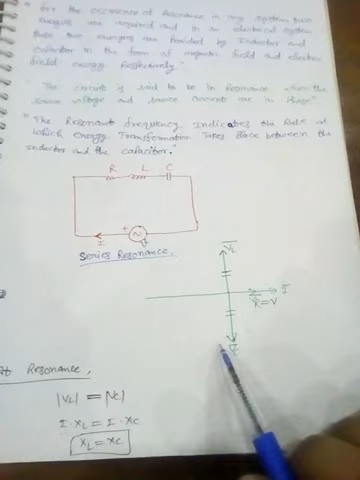 For the occurrence of Resonance in any system two
energies are required and in an electrical system
these two energies are provided by Inductor and
capacitor in the form of magnetic field and electric
field energy Respectively."
"The circuit is said to be in Resonance when the
source voltage and source currents are in Phase"
"The Resonant frequency Indicates the Rate at
which Energy Transformation Takes Place between the
Inductor and the capacitor."
R L C
+
I
Series Resonance.
VL
I
VR=V
VC
At Resonance,
|VL| = |VC|
I·XL = I·XC
XL = XC